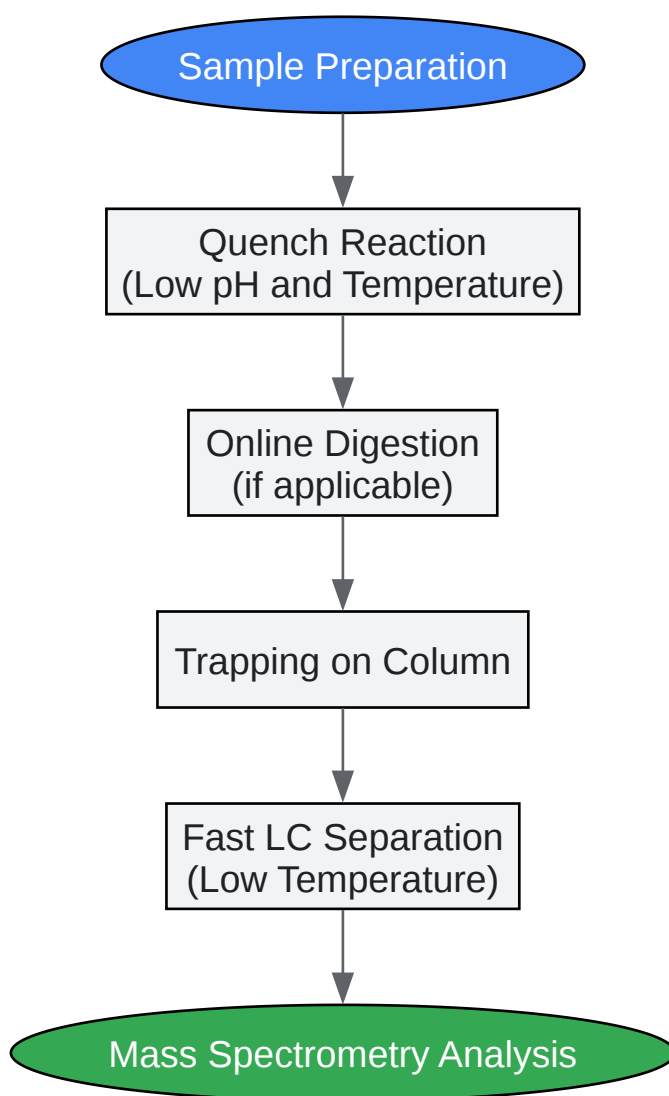 Sample Preparation
Quench Reaction
(Low pH and Temperature)
Online Digestion
(if applicable)
Trapping on Column
Fast LC Separation
(Low Temperature)
Mass Spectrometry Analysis